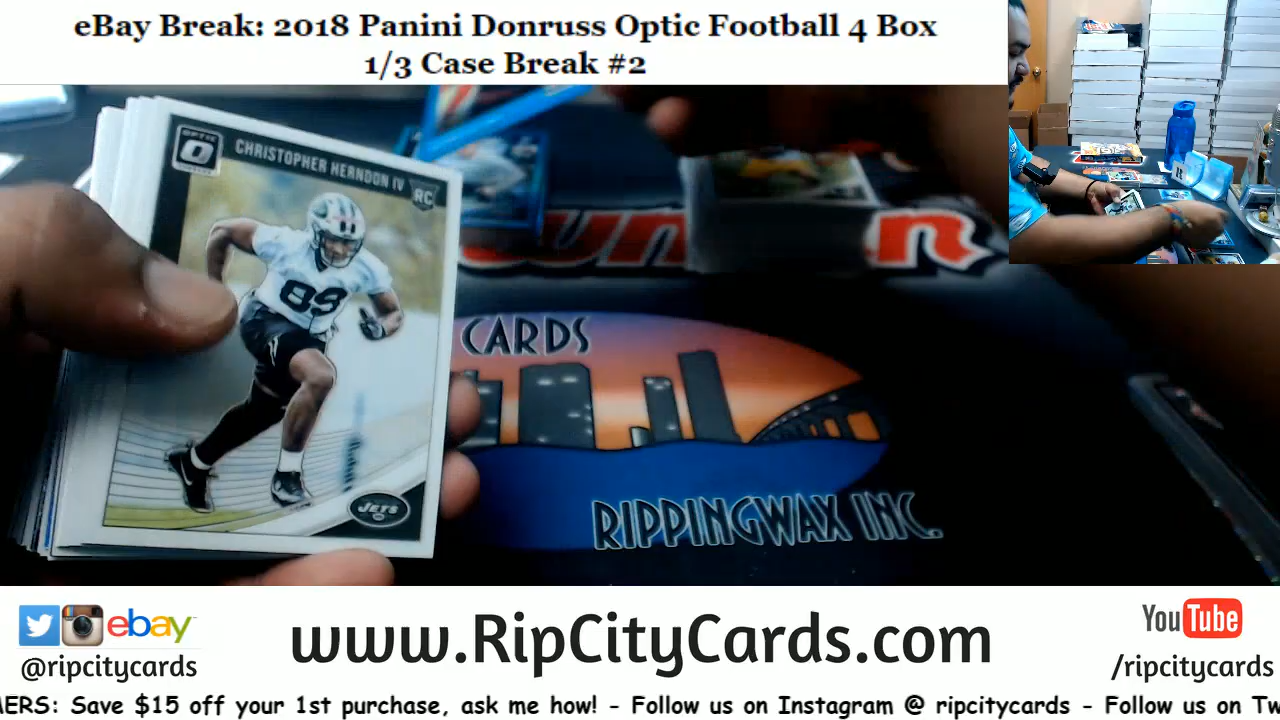 eBay Break: 2018 Panini Donruss Optic Football 4 Box
1/3 Case Break #2
OPTIC
CHRISTOPHER HERNDON IV
RC
89
JETS
CARDS
RIPPINGWAX INC.
ebay
@ripcitycards
www.RipCityCards.com
YouTube
/ripcitycards
Save $15 off your 1st purchase, ask me how! - Follow us on Instagram @ ripcitycards - Follow us on